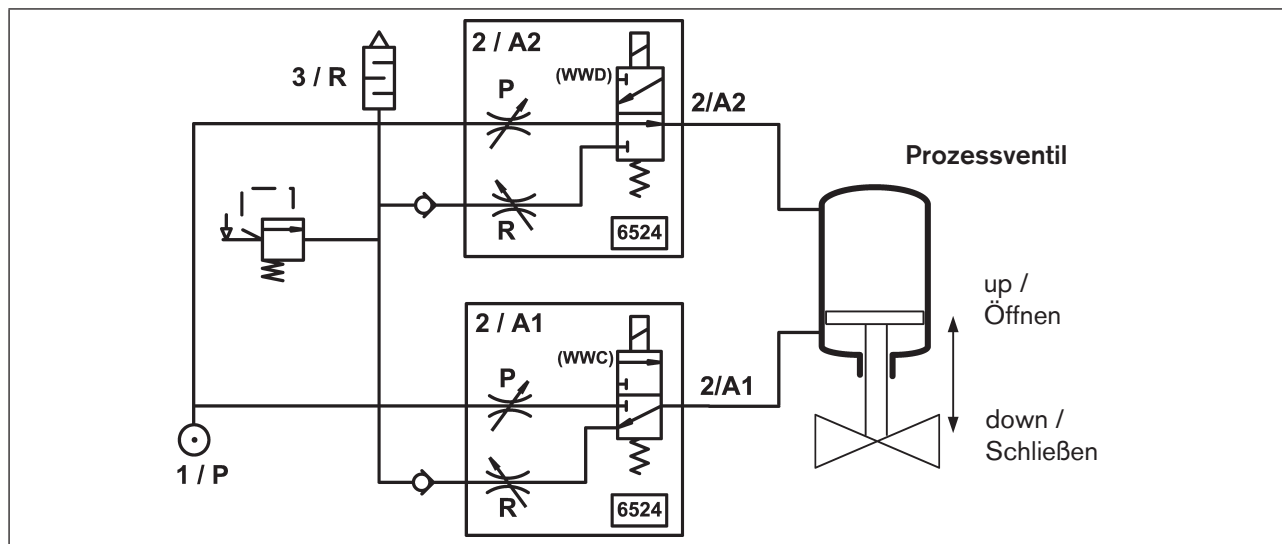 2 / A2
(WWD)
3 / R
P
2/A2
Prozessventil
R
6524
up /
Öffnen
2 / A1
(WWC)
P
2/A1
down /
Schließen
1 / P
R
6524